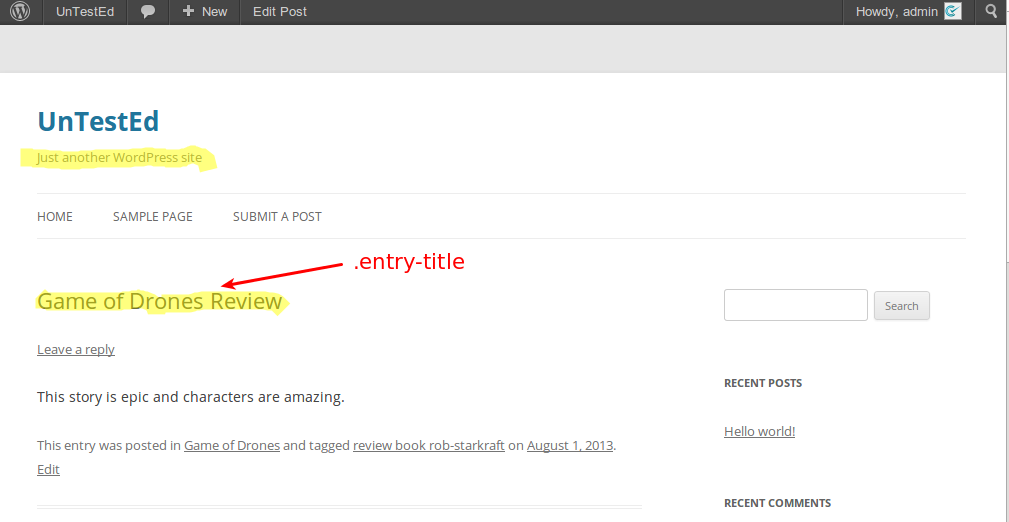 UnTestEd New Edit Post Howdy, admin
UnTestEd
Just another WordPress site
HOME SAMPLE PAGE SUBMIT A POST
.entry-title
Game of Drones Review
Search
Leave a reply
RECENT POSTS
This story is epic and characters are amazing.
Hello world!
This entry was posted in Game of Drones and tagged review book rob-starkraft on August 1, 2013.
Edit
RECENT COMMENTS